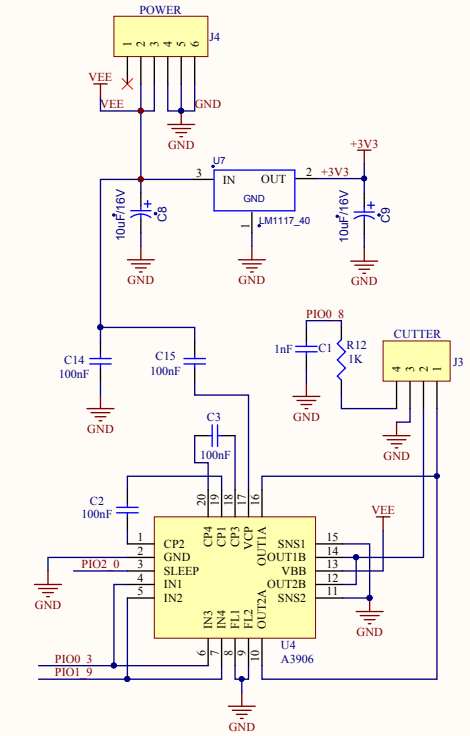 POWER
J4
1 2 3 4 5 6
VEE
VEE
GND
GND
U7
+3V3
3 IN OUT 2 +3V3
GND
1 LM1117_40
10uF/16V C8
10uF/16V C9
GND GND GND
PIO0_8
CUTTER
1nF C1 R12
1K
J3
4 3 2 1
C14
100nF
C15
100nF
GND
GND
GND
C3
100nF
C2
100nF
20 19 18 17 16
CP4 CP1 CP3 VCP OUT1A
VEE
1 CP2 SNS1 15
2 GND OUT1B 14
PIO2_0 3 SLEEP VBB 13
4 IN1 OUT2B 12
5 IN2 SNS2 11
IN3 IN4 FL1 FL2 OUT2A
6 7 8 9 10
GND
GND
U4
A3906
PIO0_3
PIO1_9
GND